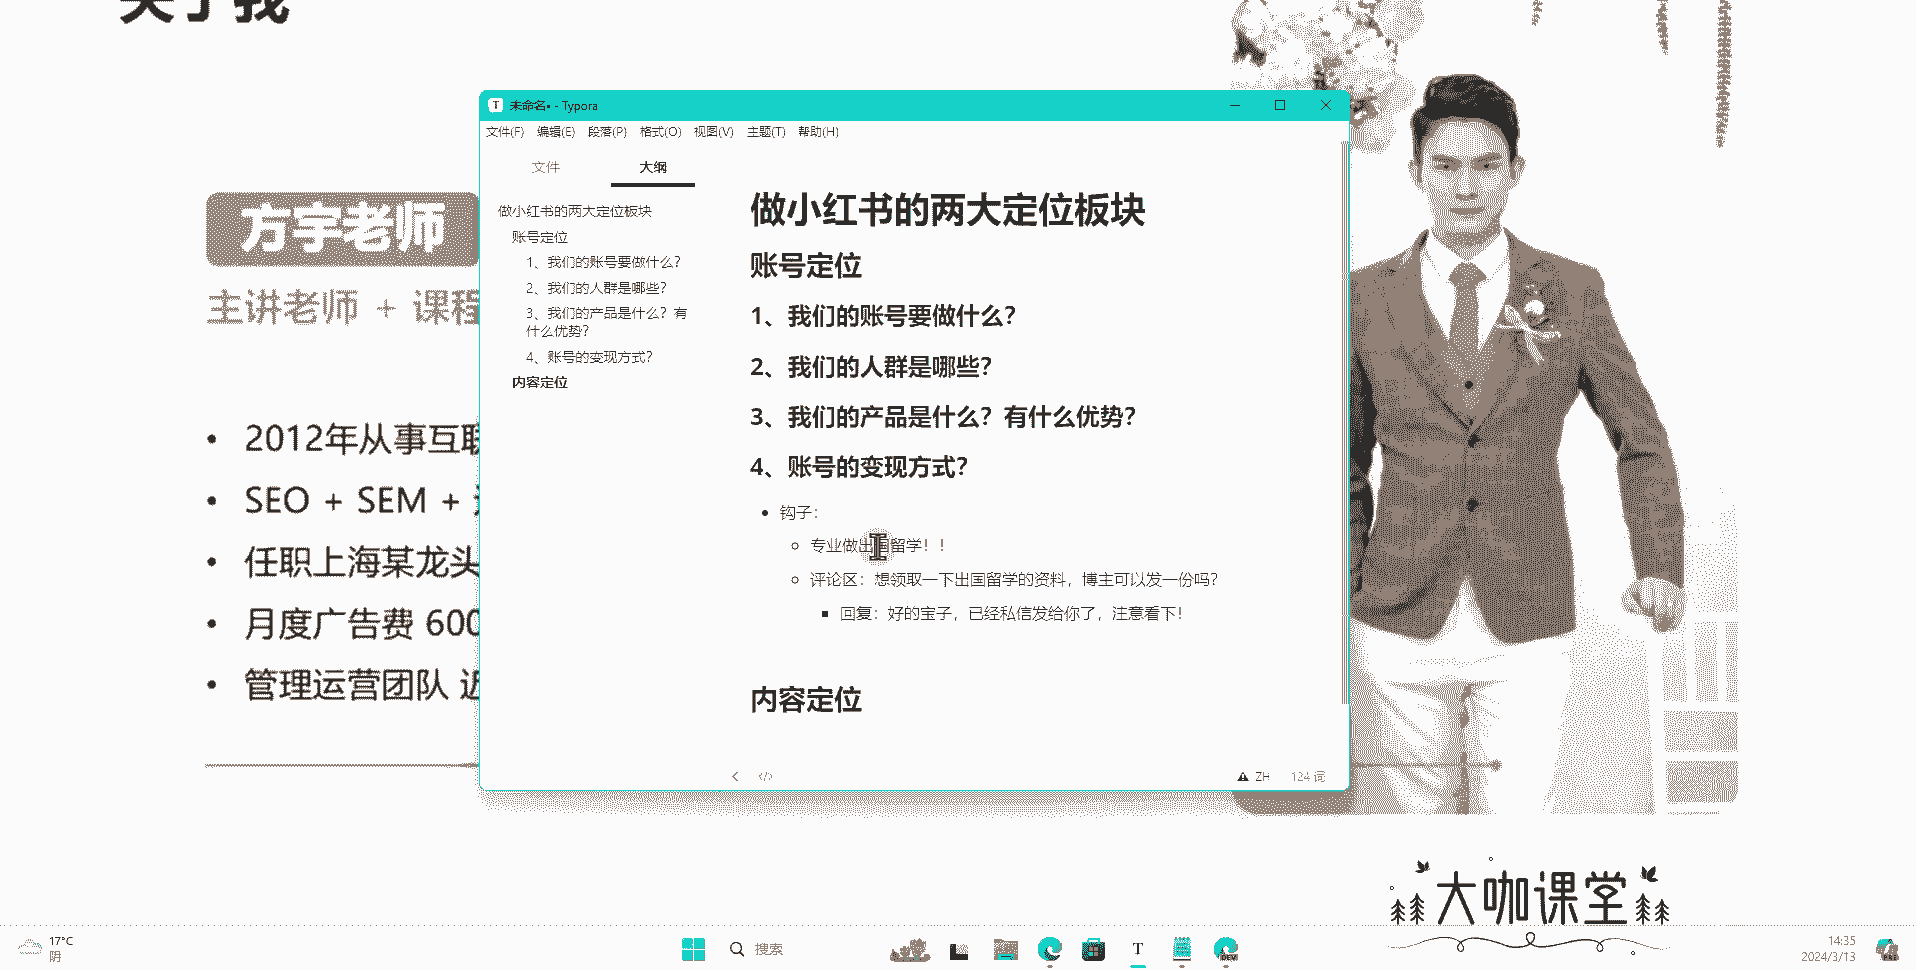 关于我
方宇老师
主讲老师 + 课程
• 2012年从事互联
• SEO + SEM +
• 任职上海某龙头
• 月度广告费 600
• 管理运营团队 近
未命名• - Typora
文件(F) 编辑(E) 段落(P) 格式(O) 视图(V) 主题(T) 帮助(H)
文件 大纲
做小红书的两大定位板块
账号定位
1、我们的账号要做什么?
2、我们的人群是哪些?
3、我们的产品是什么? 有
什么优势?
4、账号的变现方式?
内容定位
做小红书的两大定位板块
账号定位
1、我们的账号要做什么?
2、我们的人群是哪些?
3、我们的产品是什么? 有什么优势?
4、账号的变现方式?
钩子:
专业做出国留学! !
评论区: 想领取一下出国留学的资料, 博主可以发一份吗?
回复: 好的宝子, 已经私信发给你了, 注意看下!
内容定位
ZH 124 词
大咖课堂
17°C
阴
搜索
14:35
2024/3/13